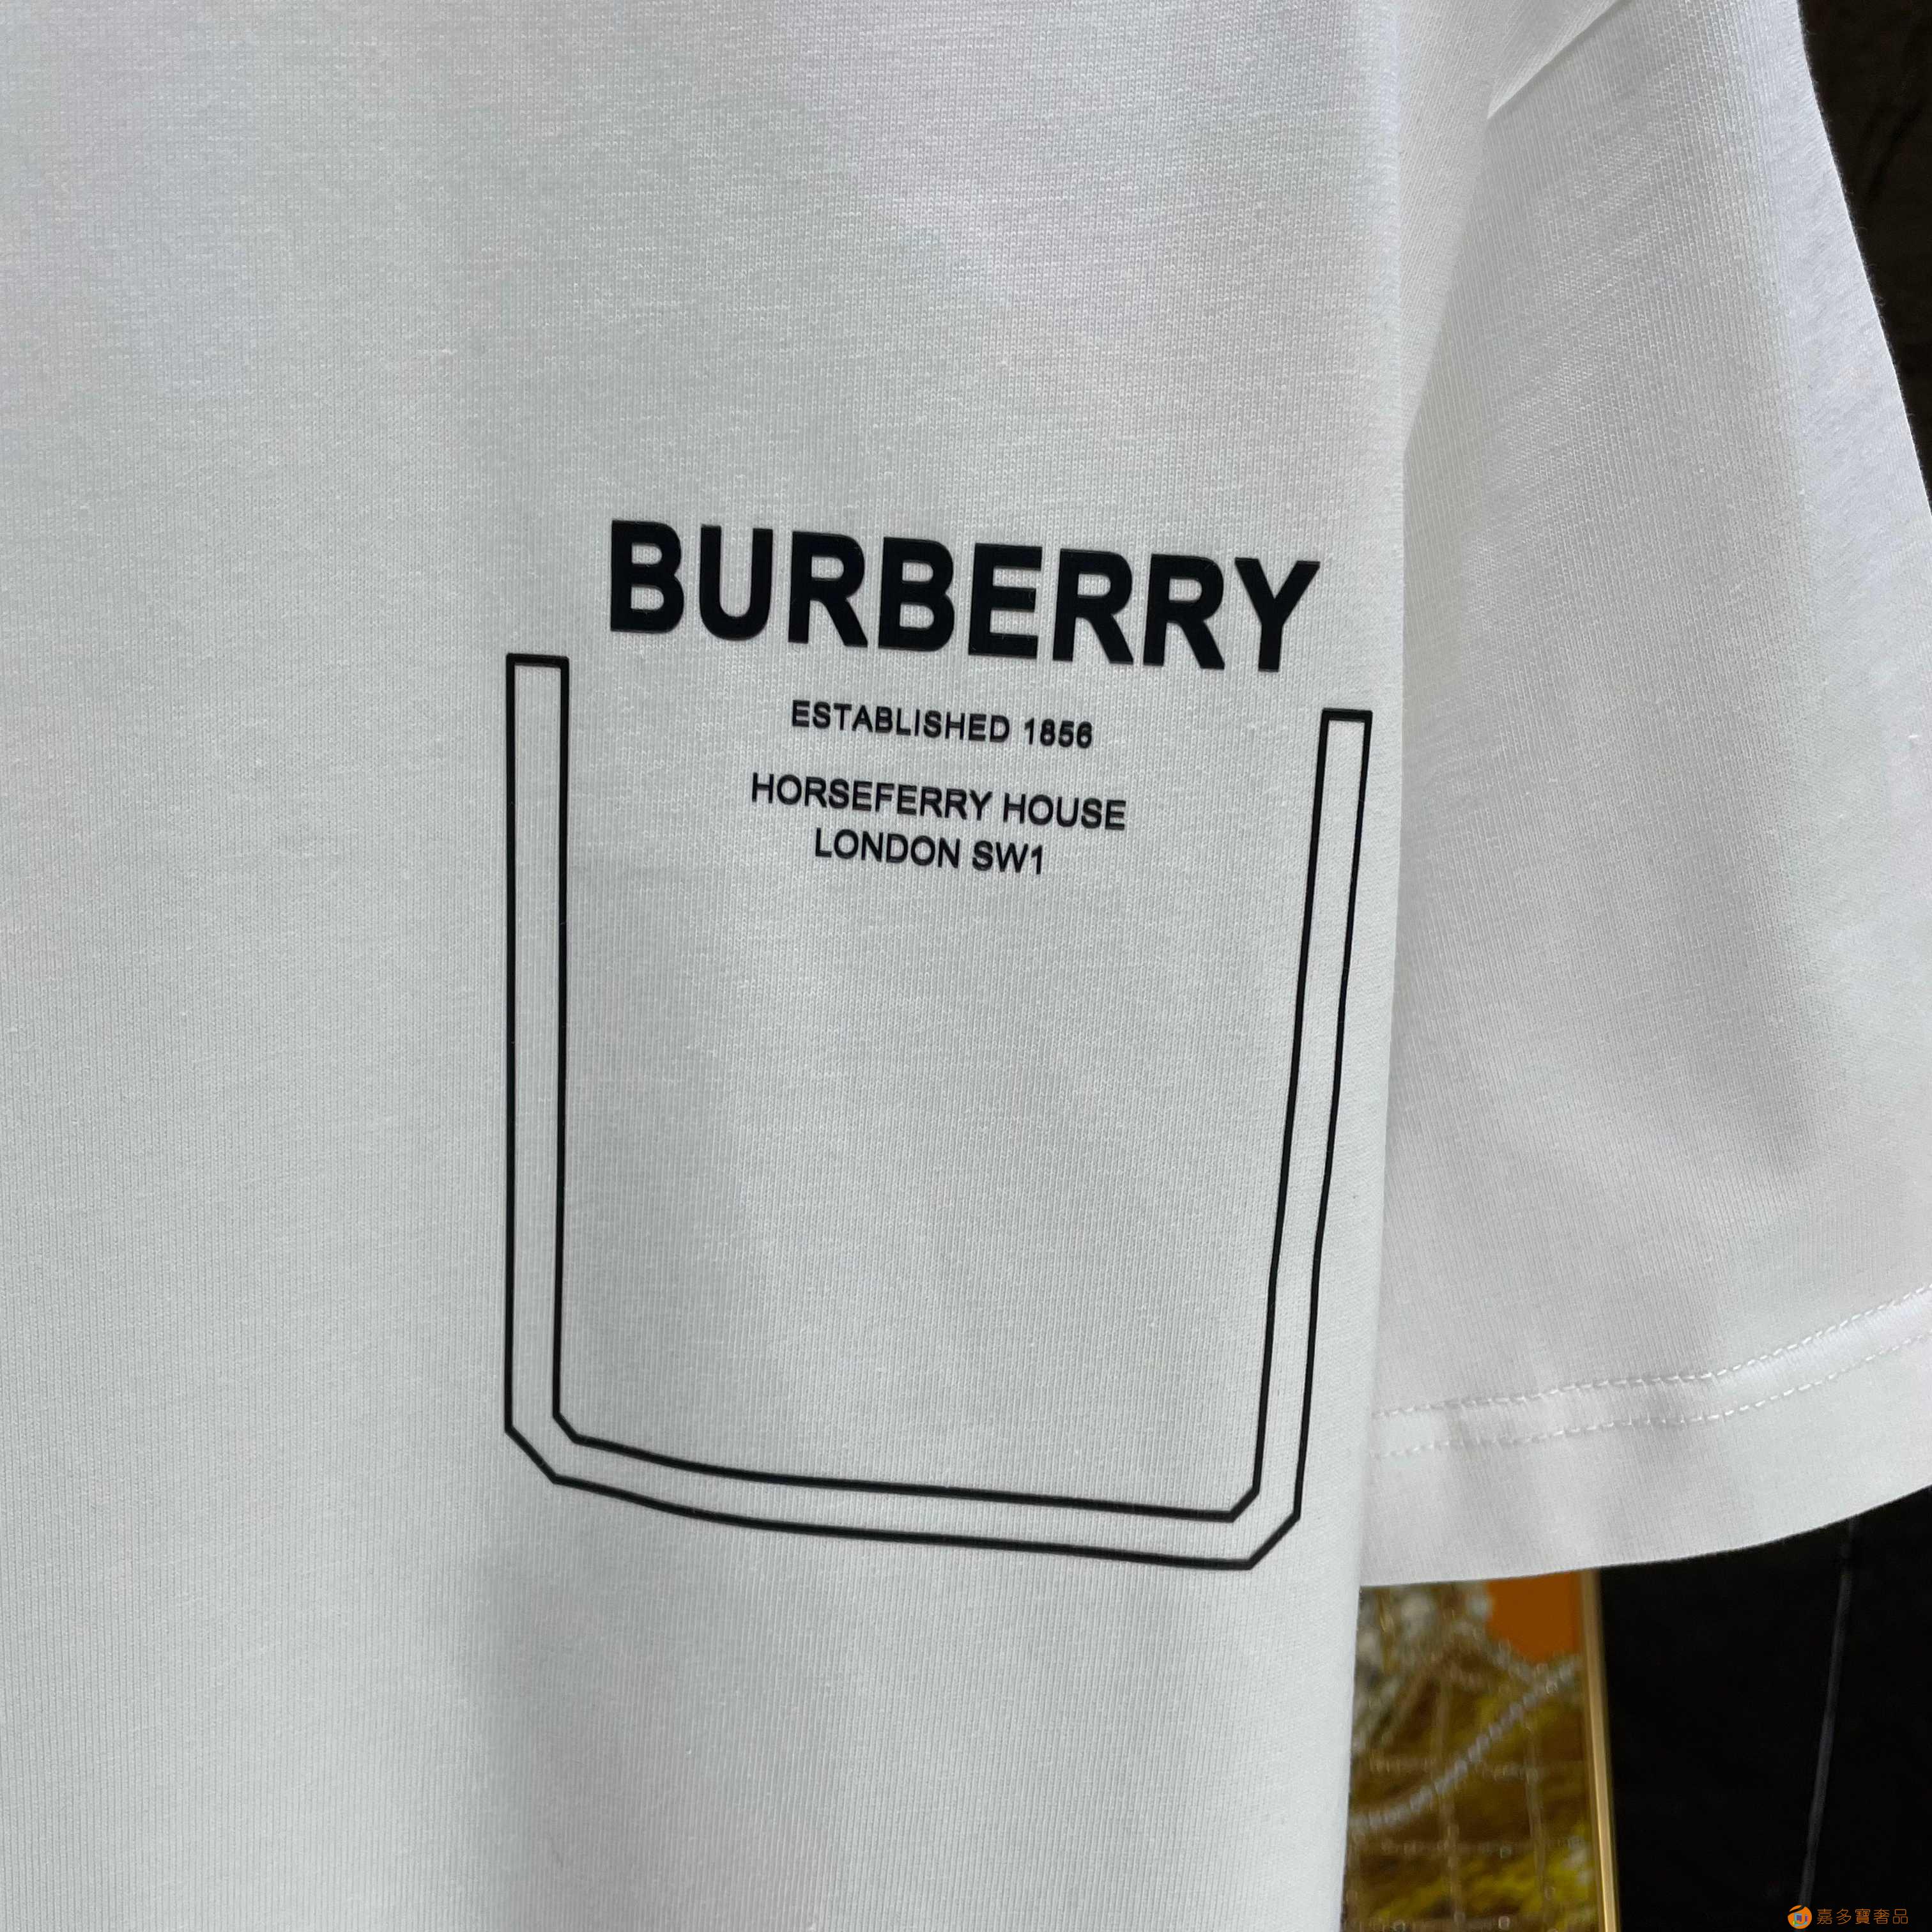 BURBERRY
ESTABLISHED 1856
HORSEFERRY HOUSE
LONDON SW1
嘉多寶奢品